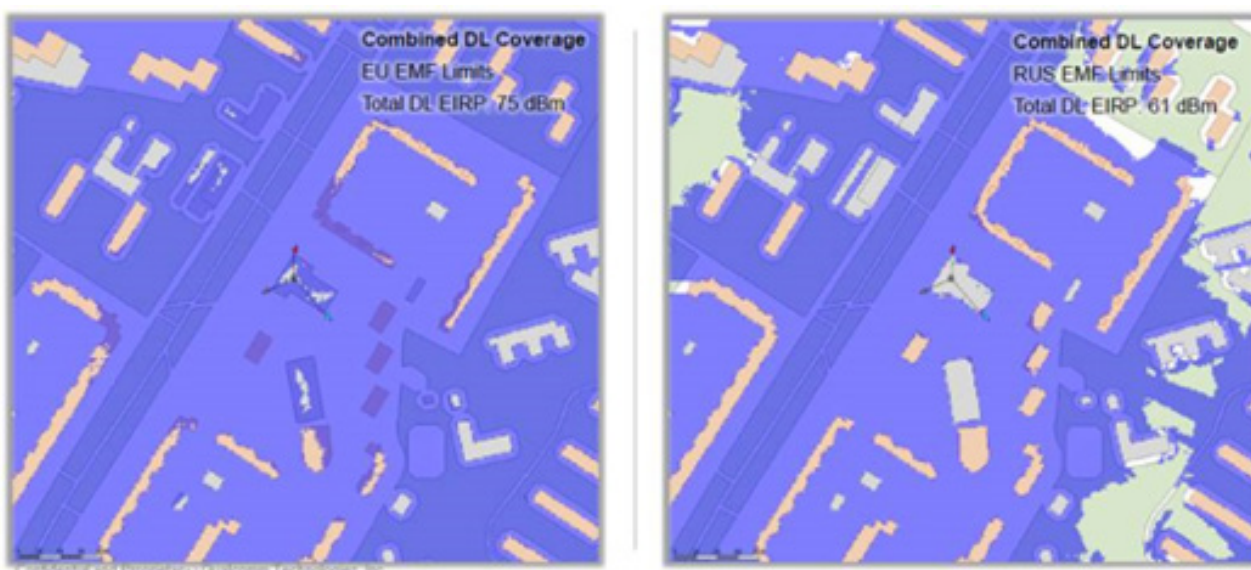 Combined DL Coverage
EU EMF Limits
Total DL EIRP: 75 dBm
Combined DL Coverage
RUS EMF Limits
Total DL EIRP: 61 dBm